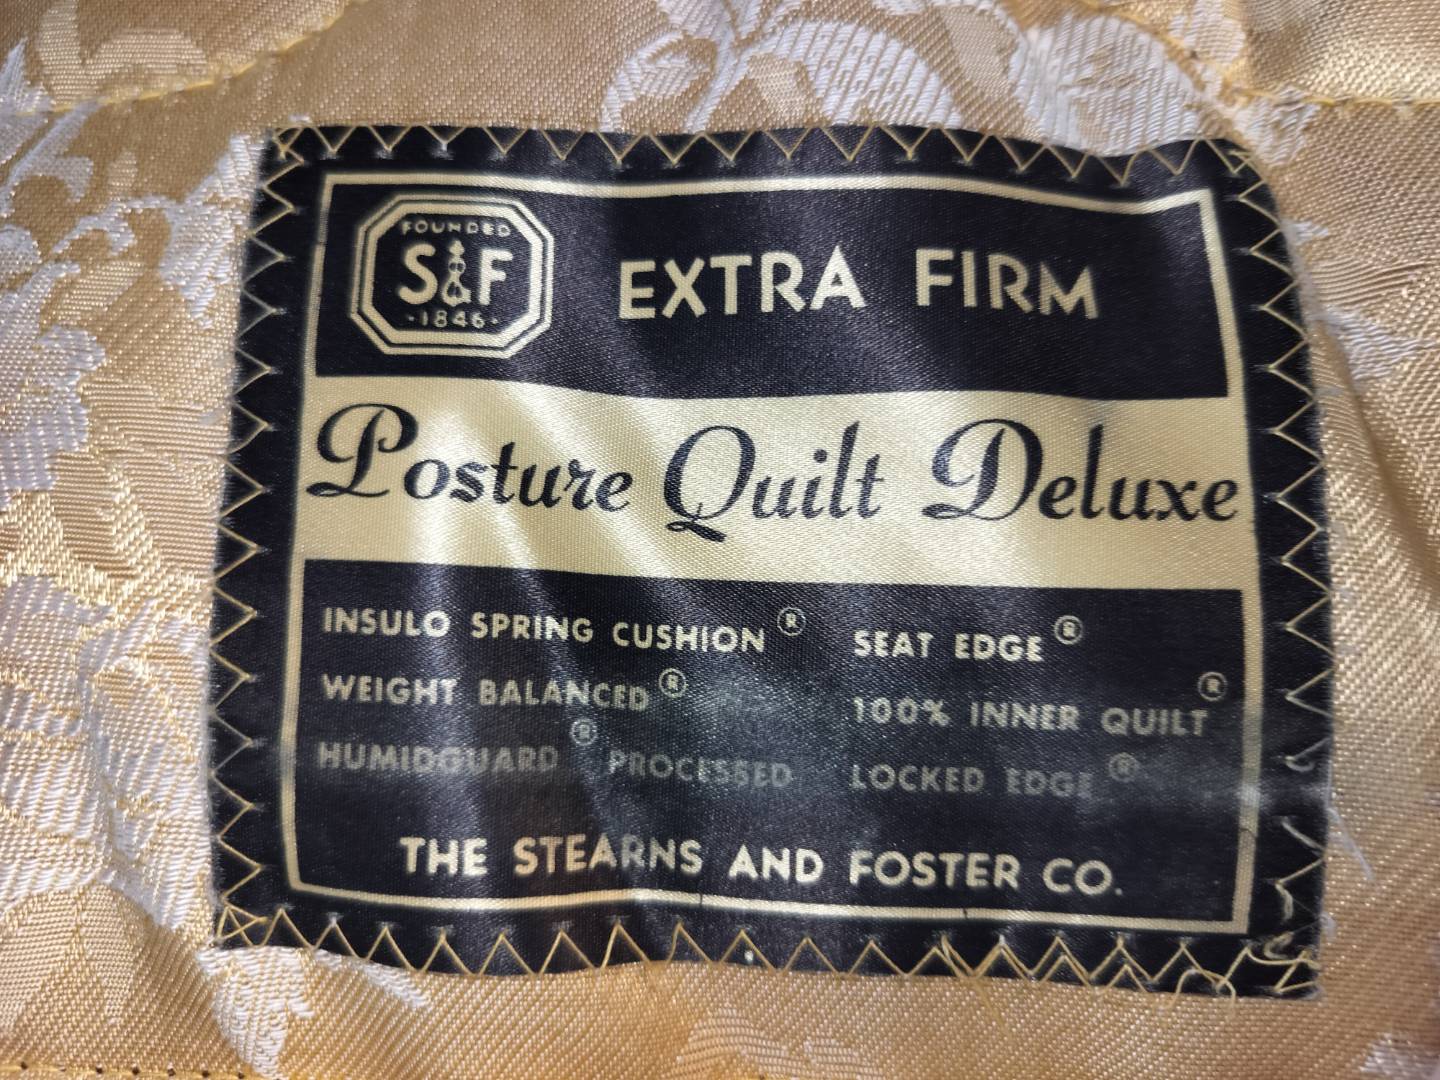 FOUNDED
S&F
·1846·
EXTRA FIRM
Posture Quilt Deluxe
INSULO SPRING CUSHION®
WEIGHT BALANCED®
HUMIDGUARD® PROCESSED
SEAT EDGE®
100% INNER QUILT®
LOCKED EDGE®
THE STEARNS AND FOSTER CO.